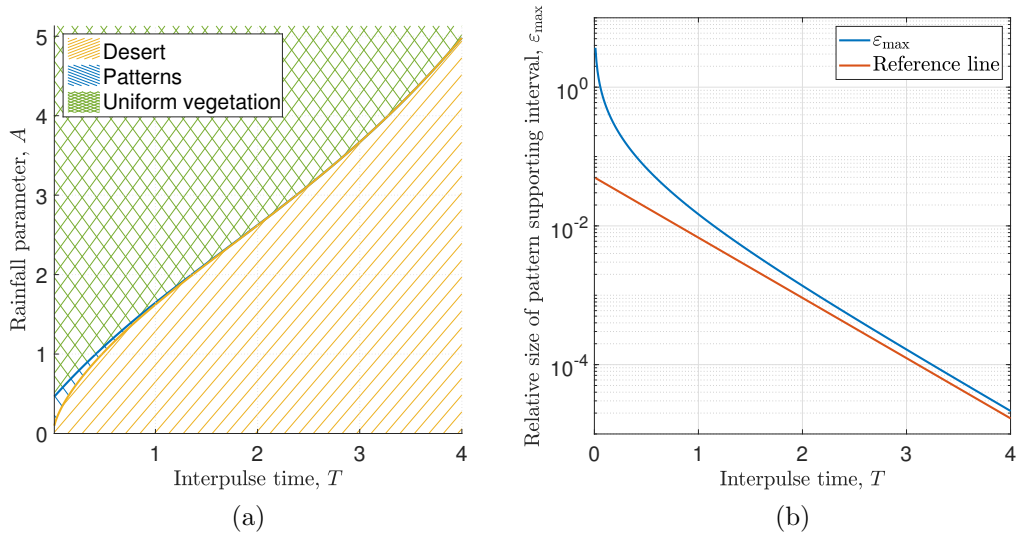 5
4
3
2
1
0
Rainfall parameter, A
Desert
Patterns
Uniform vegetation
1
2
3
4
Interpulse time, T
(a)
Relative size of pattern supporting interval, ε_max
10^0
10^-2
10^-4
ε_max
Reference line
0
1
2
3
4
Interpulse time, T
(b)